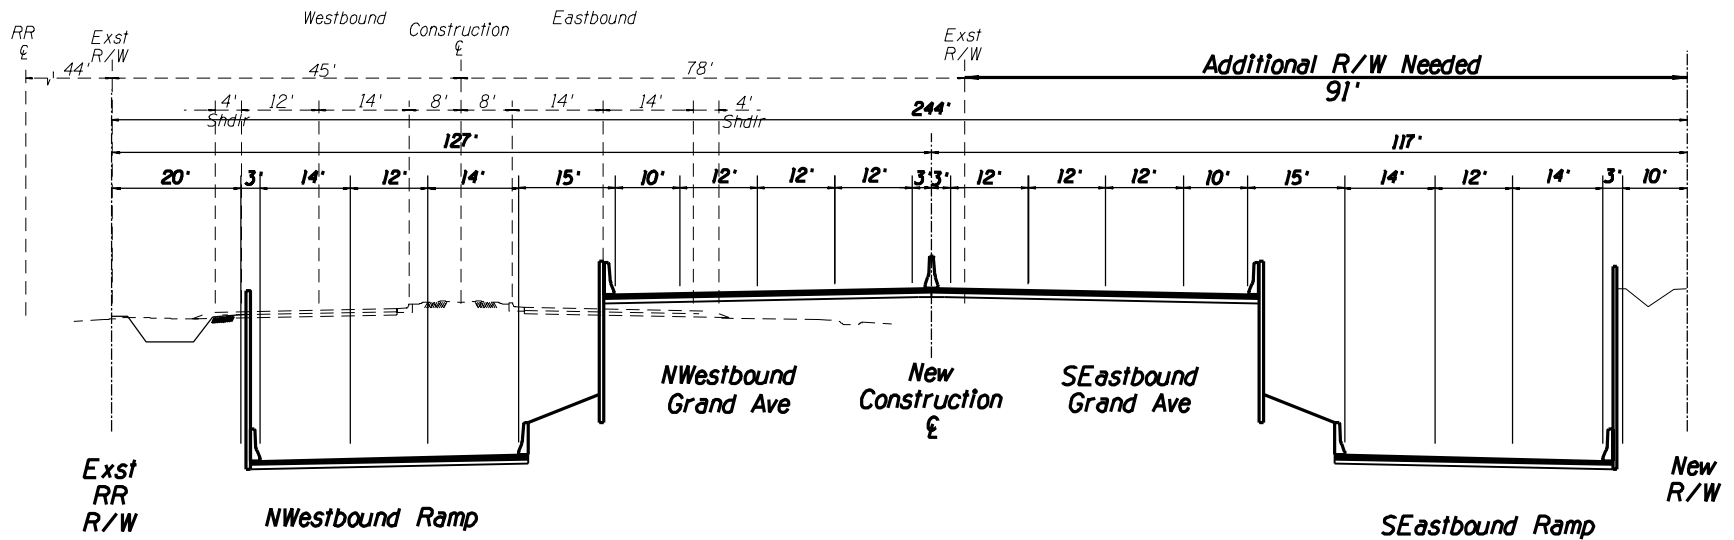 Westbound
Eastbound
RR
℄
Exst
R/W
Construction
℄
Exst
R/W
44'
45'
78'
Additional R/W Needed
91'
4'
12'
14'
8'
8'
14'
14'
4'
Shdlr
Shdlr
244'
127'
117'
20'
3'
14'
12'
14'
15'
10'
12'
12'
12'
3'
3'
12'
12'
12'
10'
15'
14'
12'
14'
3'
10'
NWestbound
Grand Ave
New
Construction
℄
SEastbound
Grand Ave
Exst
RR
R/W
NWestbound Ramp
New
R/W
SEastbound Ramp